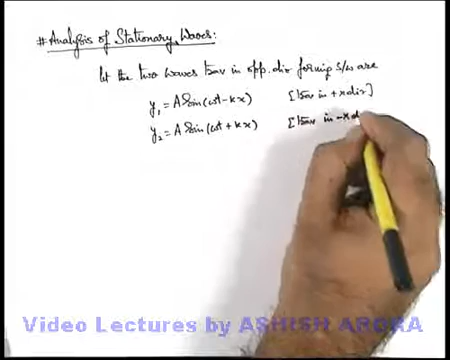 # Analysis of Stationary Waves:
let the two waves trav in opp. dir forming s/w are
y₁ = A Sin(ωt - kx) [trav in +x dir]
y₂ = A Sin(ωt + kx) [trav in -x d
Video Lectures by ASHISH ARORA